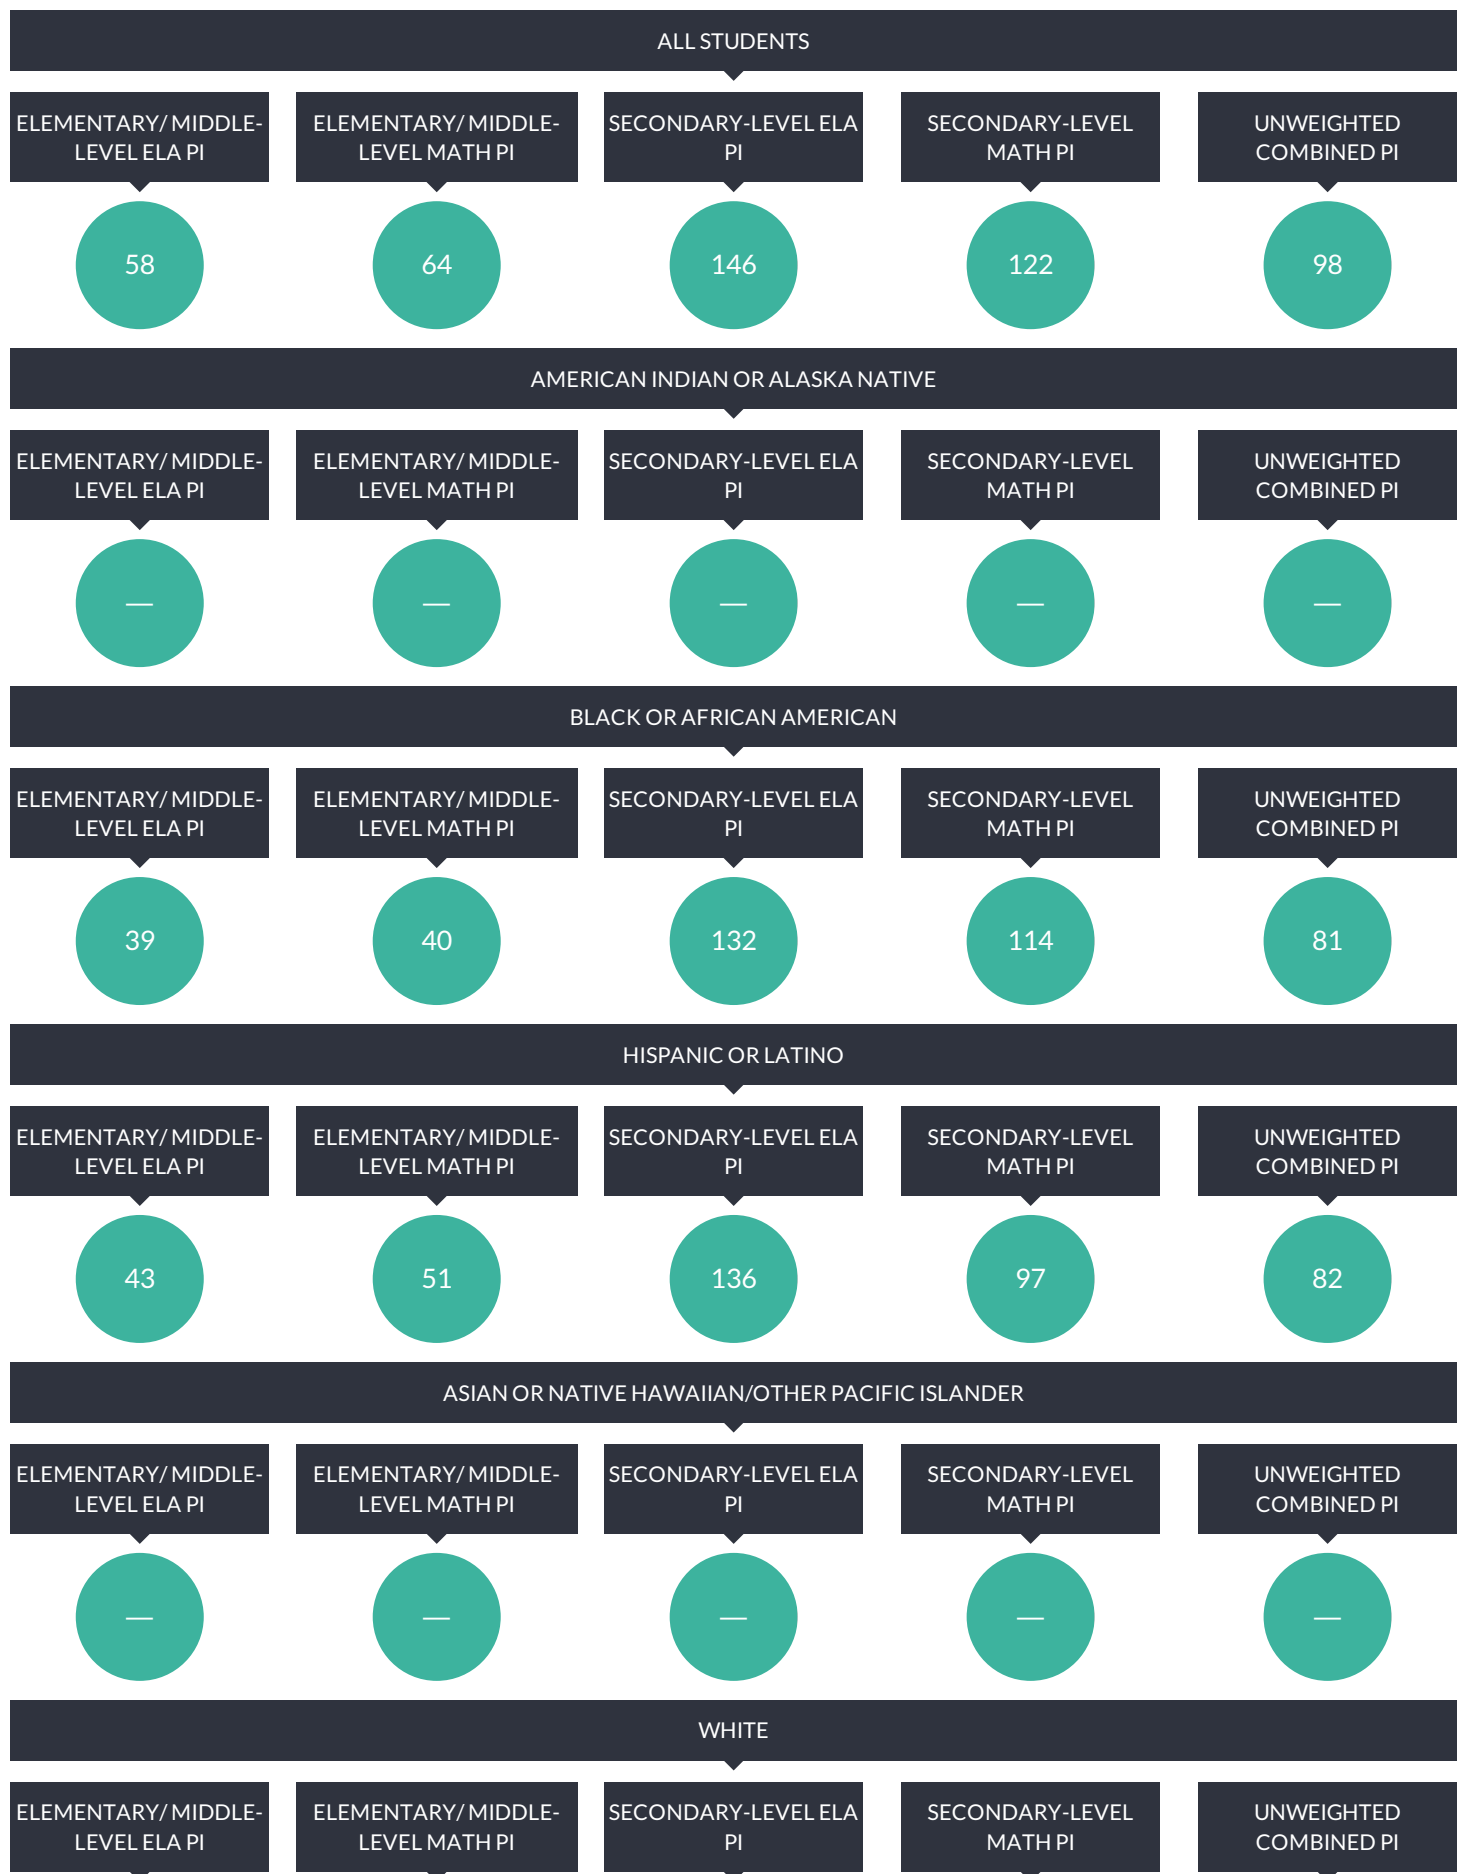 ALL STUDENTS
ELEMENTARY/ MIDDLE-
LEVEL ELA PI
ELEMENTARY/ MIDDLE-
LEVEL MATH PI
SECONDARY-LEVEL ELA
PI
SECONDARY-LEVEL
MATH PI
UNWEIGHTED
COMBINED PI
58
64
146
122
98
AMERICAN INDIAN OR ALASKA NATIVE
ELEMENTARY/ MIDDLE-
LEVEL ELA PI
ELEMENTARY/ MIDDLE-
LEVEL MATH PI
SECONDARY-LEVEL ELA
PI
SECONDARY-LEVEL
MATH PI
UNWEIGHTED
COMBINED PI
—
—
—
—
—
BLACK OR AFRICAN AMERICAN
ELEMENTARY/ MIDDLE-
LEVEL ELA PI
ELEMENTARY/ MIDDLE-
LEVEL MATH PI
SECONDARY-LEVEL ELA
PI
SECONDARY-LEVEL
MATH PI
UNWEIGHTED
COMBINED PI
39
40
132
114
81
HISPANIC OR LATINO
ELEMENTARY/ MIDDLE-
LEVEL ELA PI
ELEMENTARY/ MIDDLE-
LEVEL MATH PI
SECONDARY-LEVEL ELA
PI
SECONDARY-LEVEL
MATH PI
UNWEIGHTED
COMBINED PI
43
51
136
97
82
ASIAN OR NATIVE HAWAIIAN/OTHER PACIFIC ISLANDER
ELEMENTARY/ MIDDLE-
LEVEL ELA PI
ELEMENTARY/ MIDDLE-
LEVEL MATH PI
SECONDARY-LEVEL ELA
PI
SECONDARY-LEVEL
MATH PI
UNWEIGHTED
COMBINED PI
—
—
—
—
—
WHITE
ELEMENTARY/ MIDDLE-
LEVEL ELA PI
ELEMENTARY/ MIDDLE-
LEVEL MATH PI
SECONDARY-LEVEL ELA
PI
SECONDARY-LEVEL
MATH PI
UNWEIGHTED
COMBINED PI